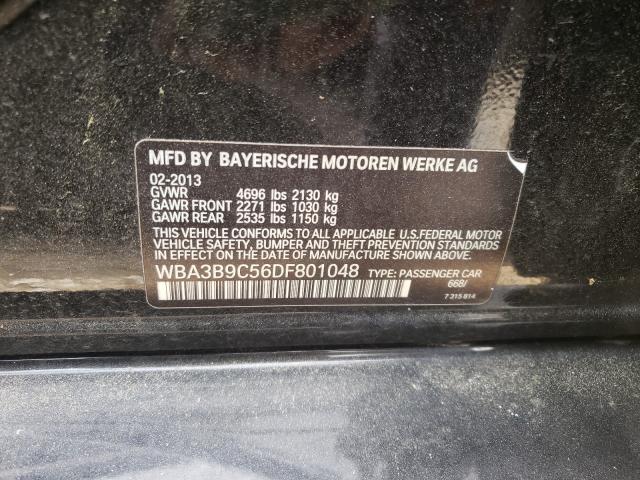 MFD BY BAYERISCHE MOTOREN WERKE AG
02-2013
GVWR 4696 lbs 2130 kg
GAWR FRONT 2271 lbs 1030 kg
GAWR REAR 2535 lbs 1150 kg
THIS VEHICLE CONFORMS TO ALL APPLICABLE U.S.FEDERAL MOTOR
VEHICLE SAFETY, BUMPER AND THEFT PREVENTION STANDARDS
IN EFFECT ON THE DATE OF MANUFACTURE SHOWN ABOVE.
WBA3B9C56DF801048 TYPE: PASSENGER CAR
668/
7 315 814